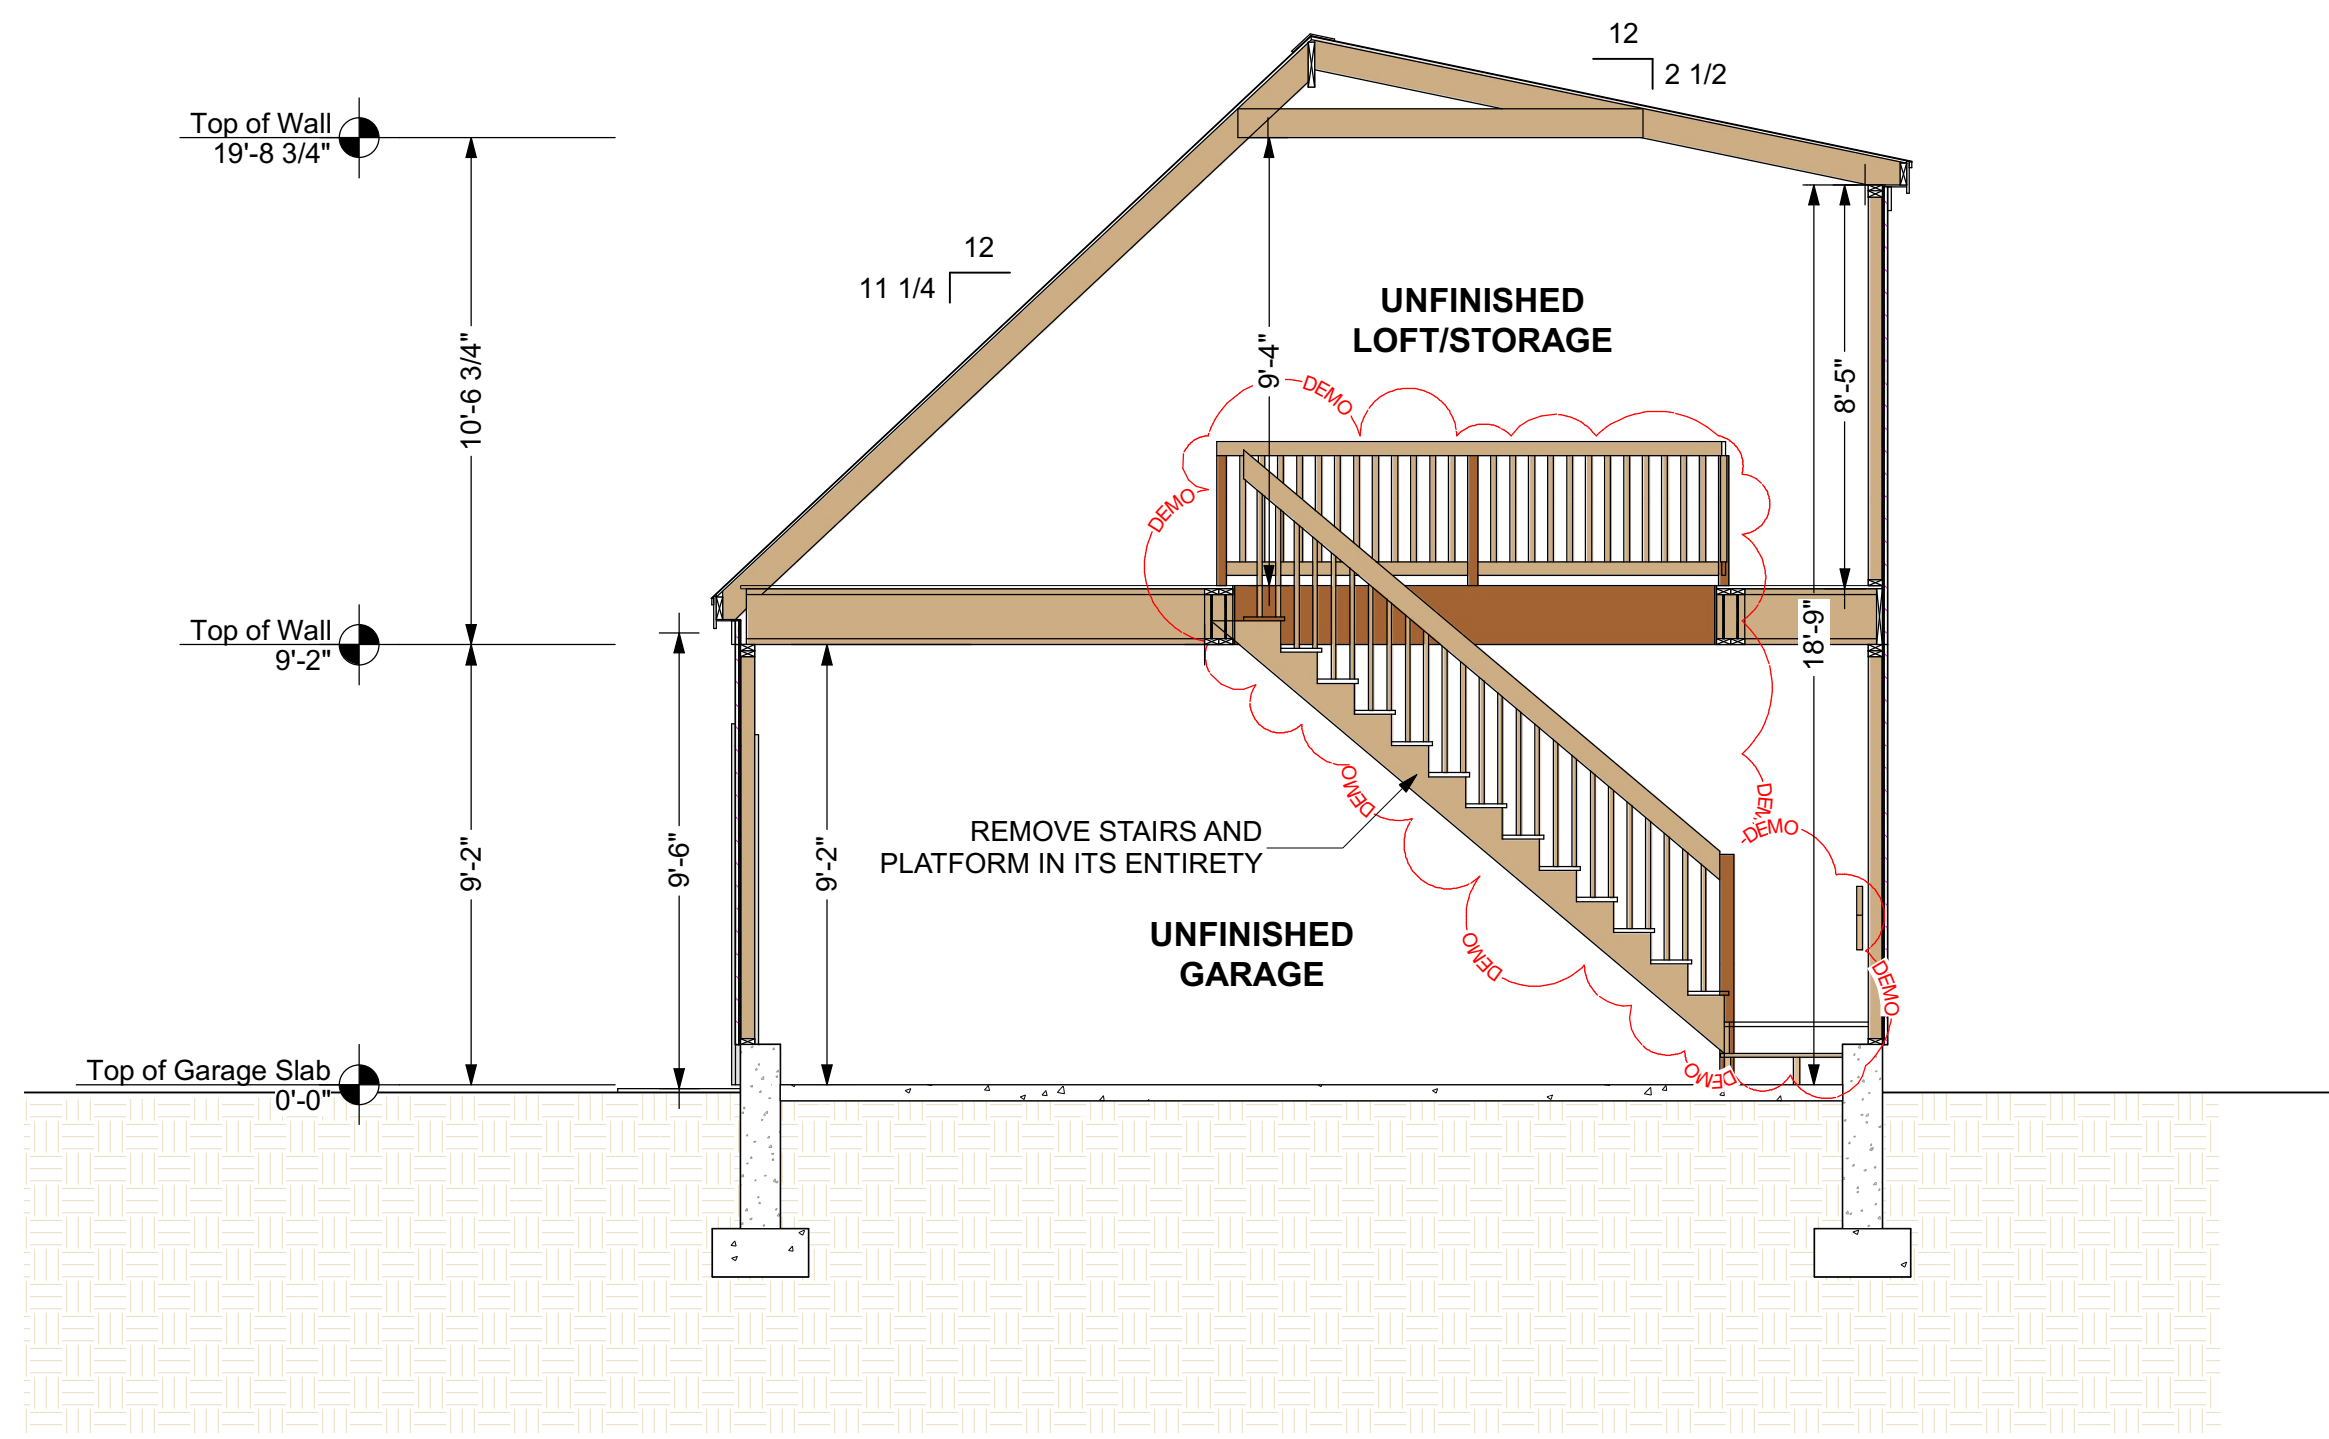 12
2 1/2
Top of Wall
19'-8 3/4"
12
11 1/4
UNFINISHED
LOFT/STORAGE
10'-6 3/4"
9'-4"
8'-5"
DEMO
DEMO
Top of Wall
9'-2"
18'-9"
DEMO
DEM
DEMO
REMOVE STAIRS AND
PLATFORM IN ITS ENTIRETY
9'-2"
9'-6"
9'-2"
UNFINISHED
GARAGE
DEMO
DEMO
Top of Garage Slab
0'-0"
DEMO